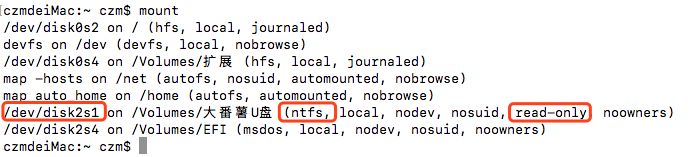 czmdeiMac:~ czm$ mount
/dev/disk0s2 on / (hfs, local, journaled)
devfs on /dev (devfs, local, nobrowse)
/dev/disk0s4 on /Volumes/扩展 (hfs, local, journaled)
map -hosts on /net (autofs, nosuid, automounted, nobrowse)
map auto_home on /home (autofs, automounted, nobrowse)
/dev/disk2s1 on /Volumes/大番薯U盘 (ntfs, local, nodev, nosuid, read-only, noowners)
/dev/disk2s4 on /Volumes/EFI (msdos, local, nodev, nosuid, noowners)
czmdeiMac:~ czm$